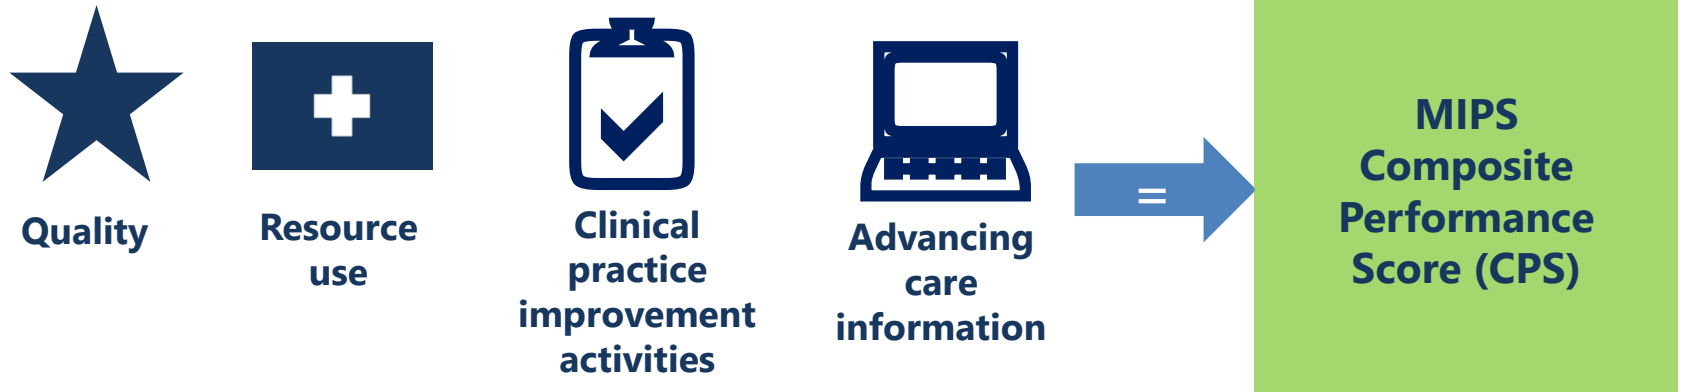 Quality
Resource
use
Clinical
practice
improvement
activities
Advancing
care
information
=
MIPS
Composite
Performance
Score (CPS)